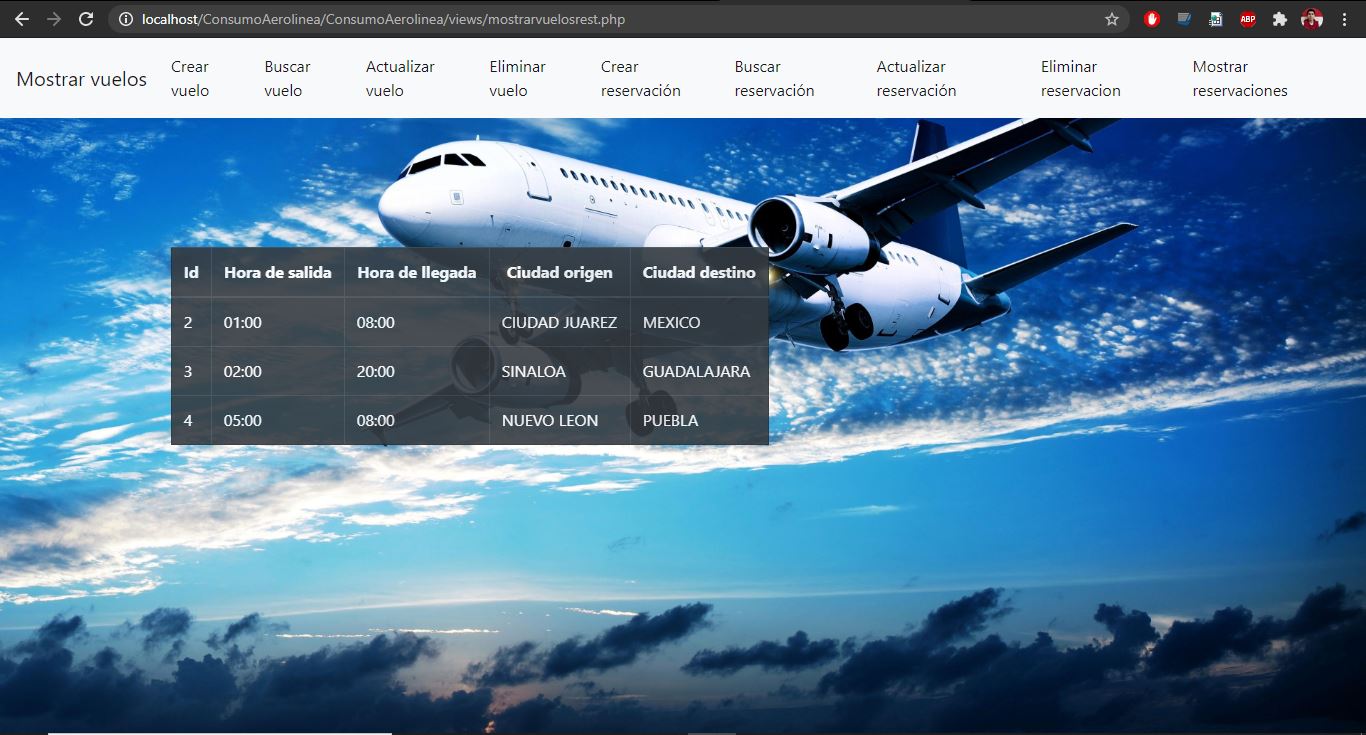 localhost/ConsumoAerolinea/ConsumoAerolinea/views/mostrarvuelosrest.php
ABP
Mostrar vuelos
Crear
vuelo
Buscar
vuelo
Actualizar
vuelo
Eliminar
vuelo
Crear
reservación
Buscar
reservación
Actualizar
reservación
Eliminar
reservacion
Mostrar
reservaciones
Id Hora de salida Hora de llegada Ciudad origen Ciudad destino
2 01:00 08:00 CIUDAD JUAREZ MEXICO
3 02:00 20:00 SINALOA GUADALAJARA
4 05:00 08:00 NUEVO LEON PUEBLA